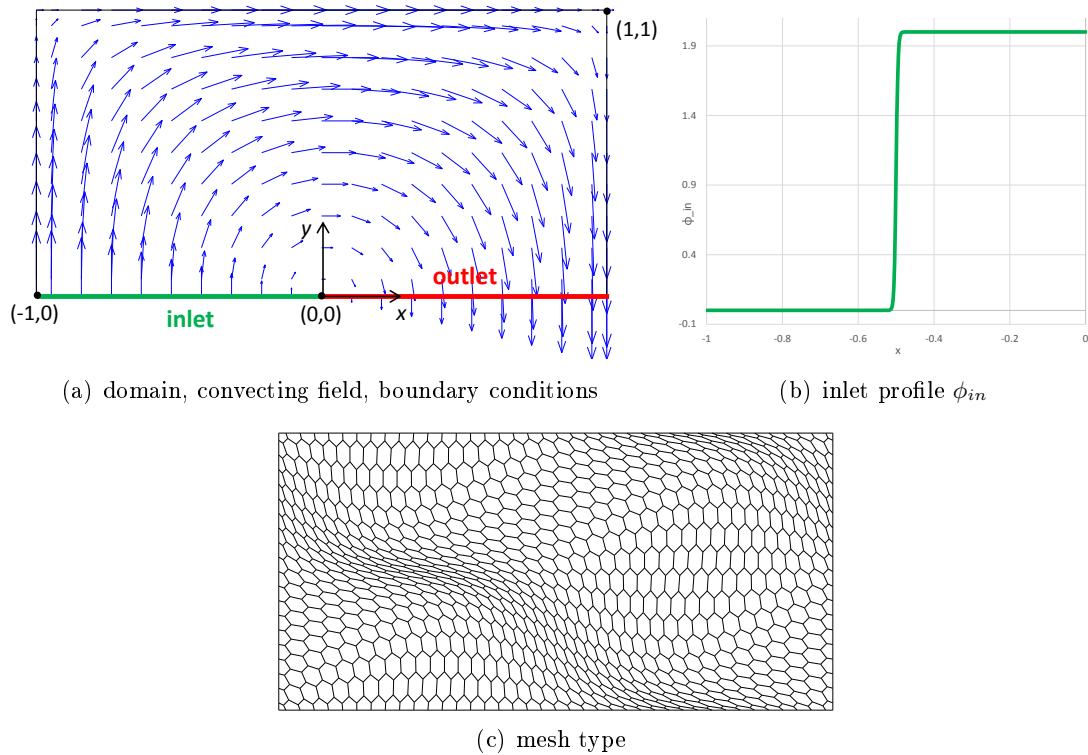 (1,1)
y
outlet
(-1,0)
(0,0)
x
inlet
1.9
1.4
0.9
ϕ_in
0.4
-0.1
-1
-0.8
-0.6
-0.4
-0.2
0
x
(a) domain, convecting field, boundary conditions
(b) inlet profile ϕin
(c) mesh type